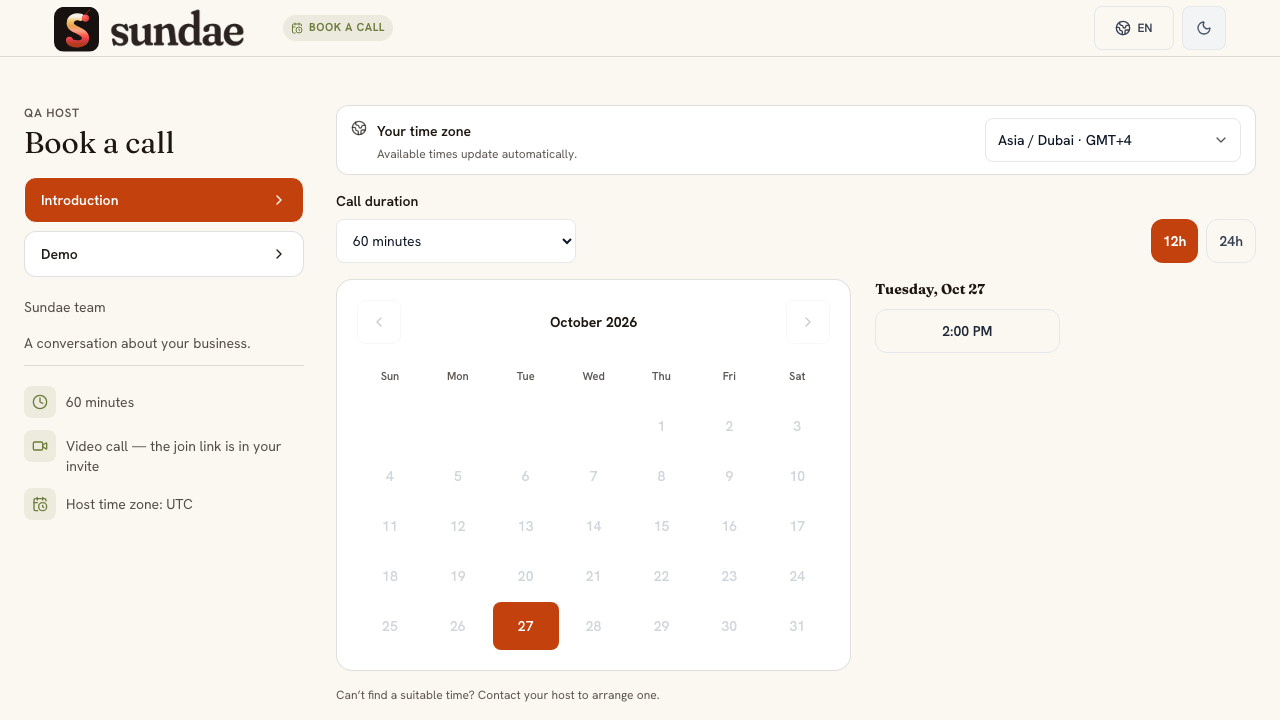 sundae
BOOK A CALL
EN
QA HOST
Book a call
Introduction
Demo
Sundae team
A conversation about your business.
60 minutes
Video call — the join link is in your
invite
Host time zone: UTC
Your time zone
Available times update automatically.
Asia / Dubai · GMT+4
Call duration
60 minutes
12h 24h
October 2026
Sun Mon Tue Wed Thu Fri Sat
1 2 3
4 5 6 7 8 9 10
11 12 13 14 15 16 17
18 19 20 21 22 23 24
25 26 27 28 29 30 31
Tuesday, Oct 27
2:00 PM
Can’t find a suitable time? Contact your host to arrange one.